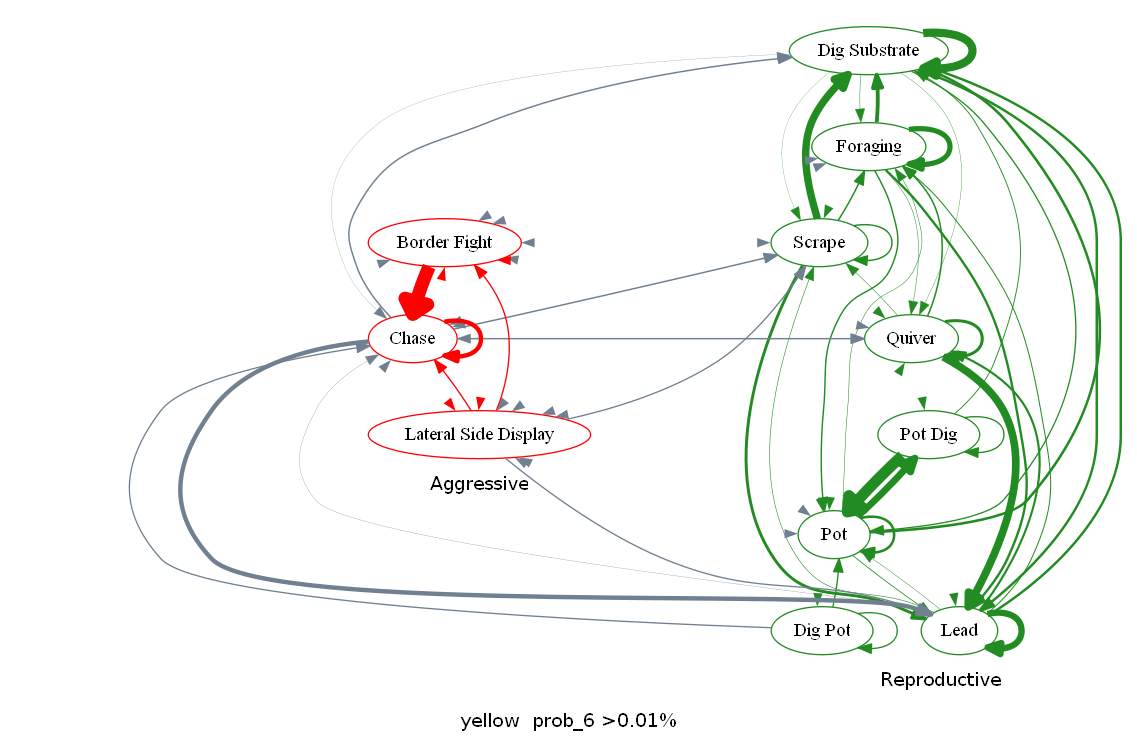 Dig Substrate
Foraging
Border Fight
Scrape
Chase
Quiver
Lateral Side Display
Pot Dig
Aggressive
Pot
Dig Pot
Lead
Reproductive
yellow prob_6 >0.01%